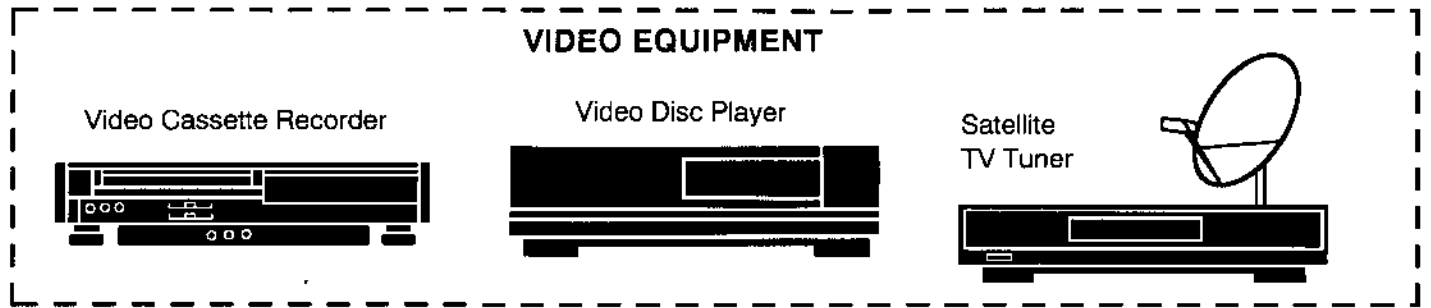 VIDEO EQUIPMENT
Video Cassette Recorder
Video Disc Player
Satellite
TV Tuner